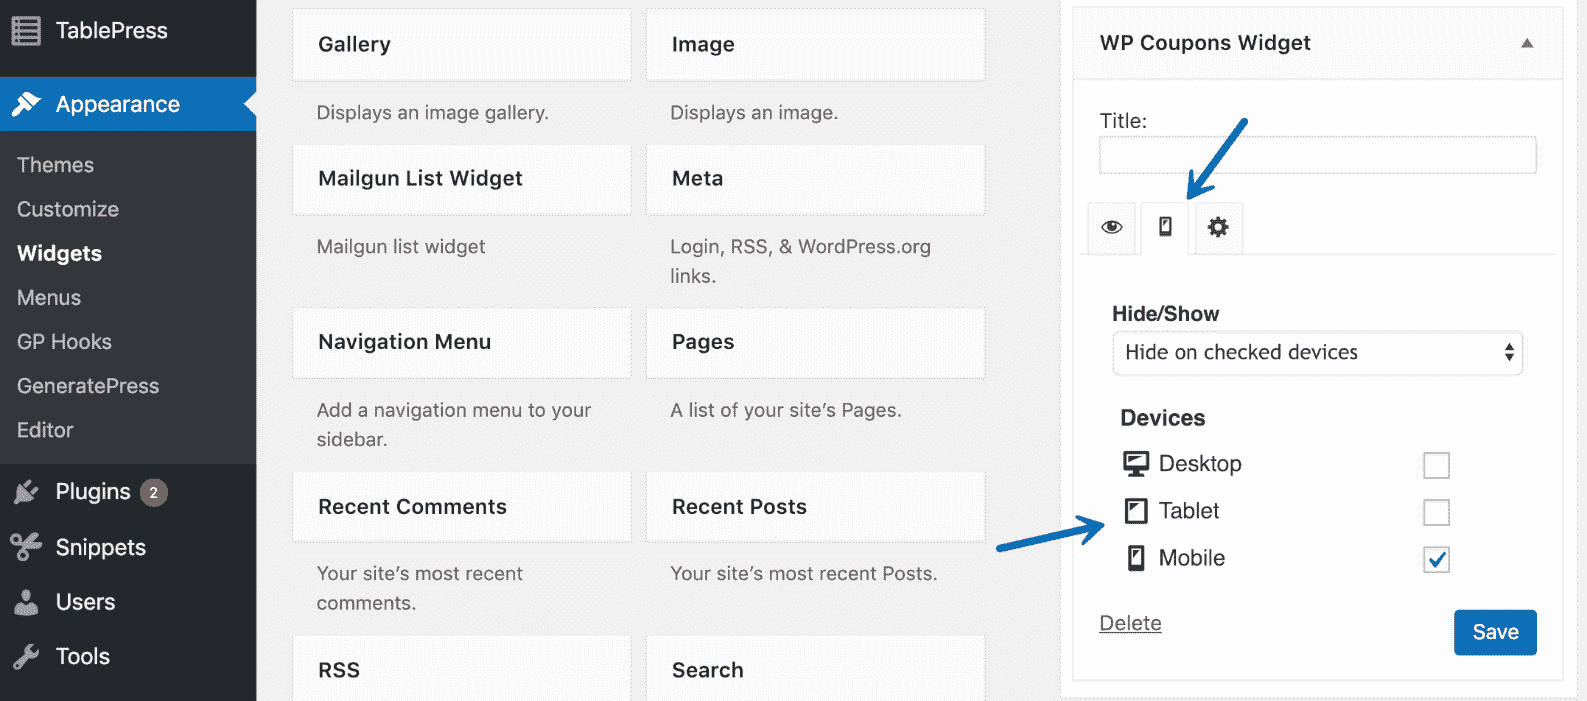 TablePress
Appearance
Themes
Customize
Widgets
Menus
GP Hooks
GeneratePress
Editor
Plugins 2
Snippets
Users
Tools
Gallery
Displays an image gallery.
Image
Displays an image.
Mailgun List Widget
Mailgun list widget
Meta
Login, RSS, & WordPress.org
links.
Navigation Menu
Add a navigation menu to your
sidebar.
Pages
A list of your site’s Pages.
Recent Comments
Your site’s most recent
comments.
Recent Posts
Your site’s most recent Posts.
RSS
Search
WP Coupons Widget
Title:
Hide/Show
Hide on checked devices
Devices
Desktop
Tablet
Mobile
Delete
Save